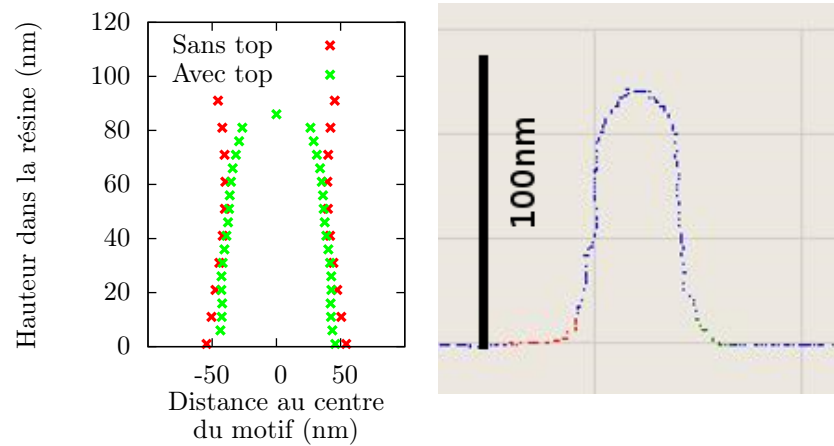 Hauteur dans la résine (nm)
120
100
80
60
40
20
0
Sans top
Avec top
-50
0
50
Distance au centre
du motif (nm)
100nm